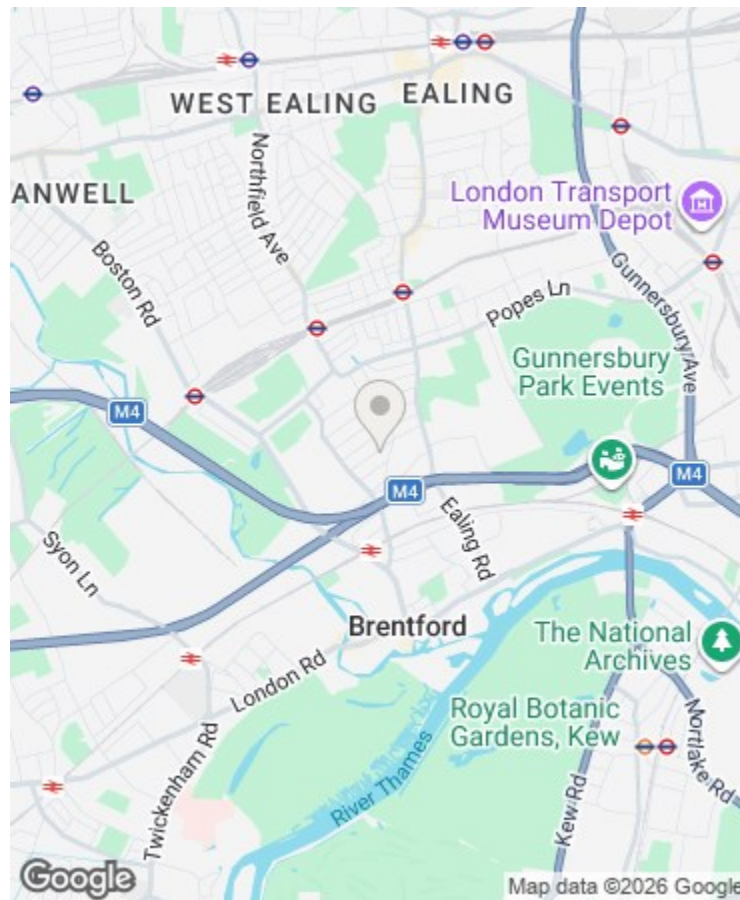 WEST EALING
EALING
ANWELL
Northfield Ave
London Transport
Museum Depot
Boston Rd
Gunnersbury Ave
Popes Ln
Gunnersbury
Park Events
M4
M4
M4
Ealing Rd
Syon Ln
Brentford
The National
Archives
London Rd
Royal Botanic
Gardens, Kew
Mortlake Rd
River Thames
Twickenham Rd
Kew Rd
Google
Map data ©2026 Google